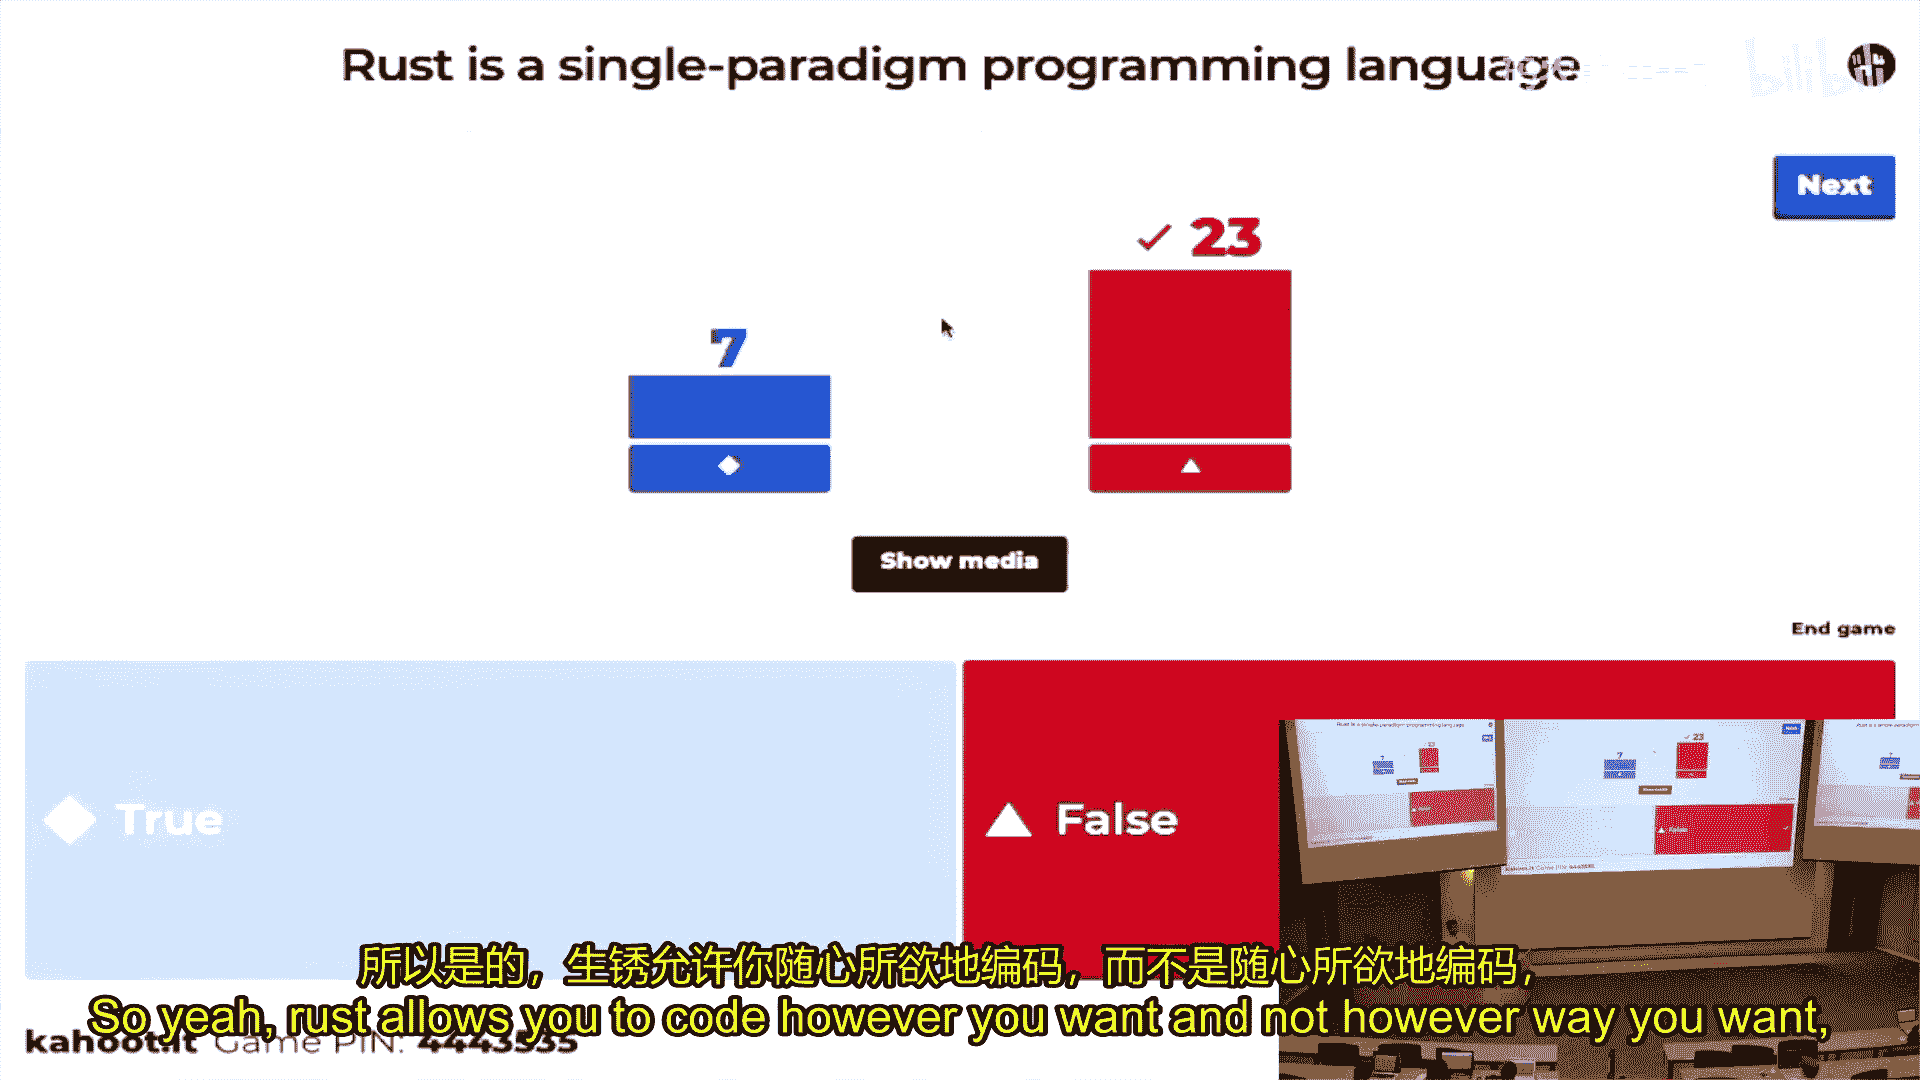 Rust is a single-paradigm programming language
bilibili
Next
23
7
Show media
End game
True
False
所以是的，生锈允许你随心所欲地编码，而不是随心所欲地编码，
So yeah, rust allows you to code however you want and not however way you want,
kahoot.it Game PIN: 4443535